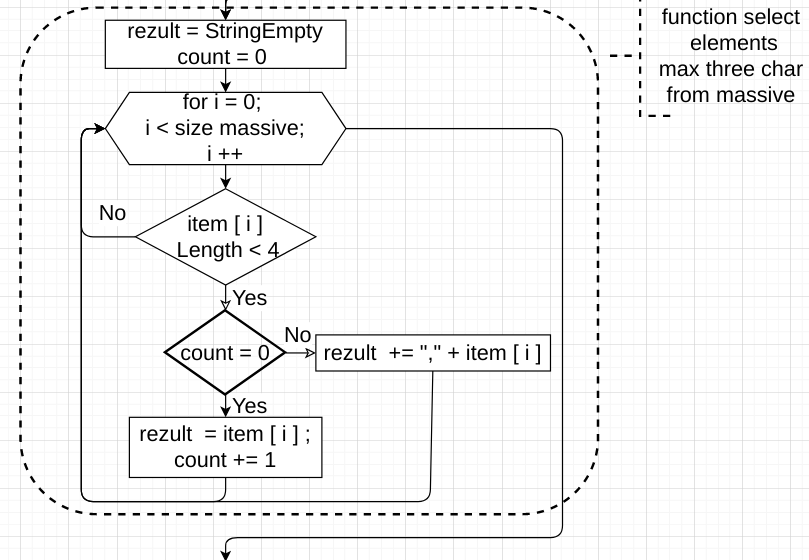 function select
elements
max three char
from massive
rezult = StringEmpty
count = 0
for i = 0;
i < size massive;
i ++
No
item [ i ]
Length < 4
Yes
count = 0
No
rezult  += "," + item [ i ]
Yes
rezult  = item [ i ] ;
count += 1